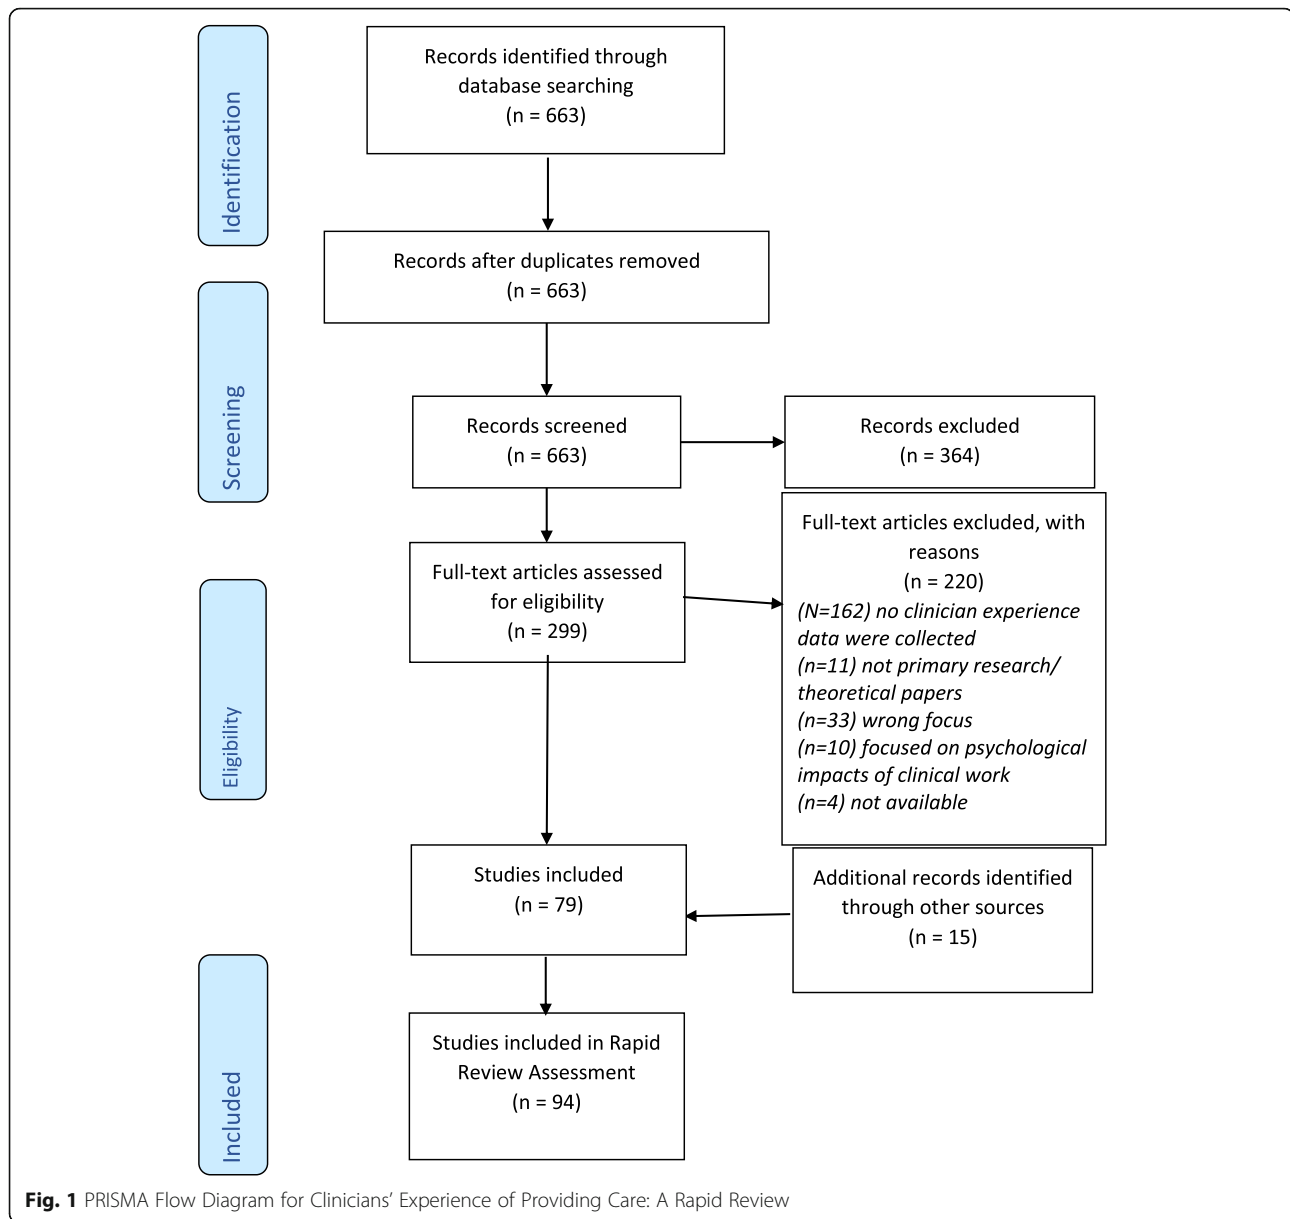 Identification
Records identified through
database searching
(n = 663)
Records after duplicates removed
(n = 663)
Screening
Records screened
(n = 663)
Records excluded
(n = 364)
Full-text articles assessed
for eligibility
(n = 299)
Full-text articles excluded, with
reasons
(n = 220)
(N=162) no clinician experience
data were collected
(n=11) not primary research/
theoretical papers
(n=33) wrong focus
(n=10) focused on psychological
impacts of clinical work
(n=4) not available
Eligibility
Studies included
(n = 79)
Additional records identified
through other sources
(n = 15)
Included
Studies included in Rapid
Review Assessment
(n = 94)
Fig. 1 PRISMA Flow Diagram for Clinicians’ Experience of Providing Care: A Rapid Review